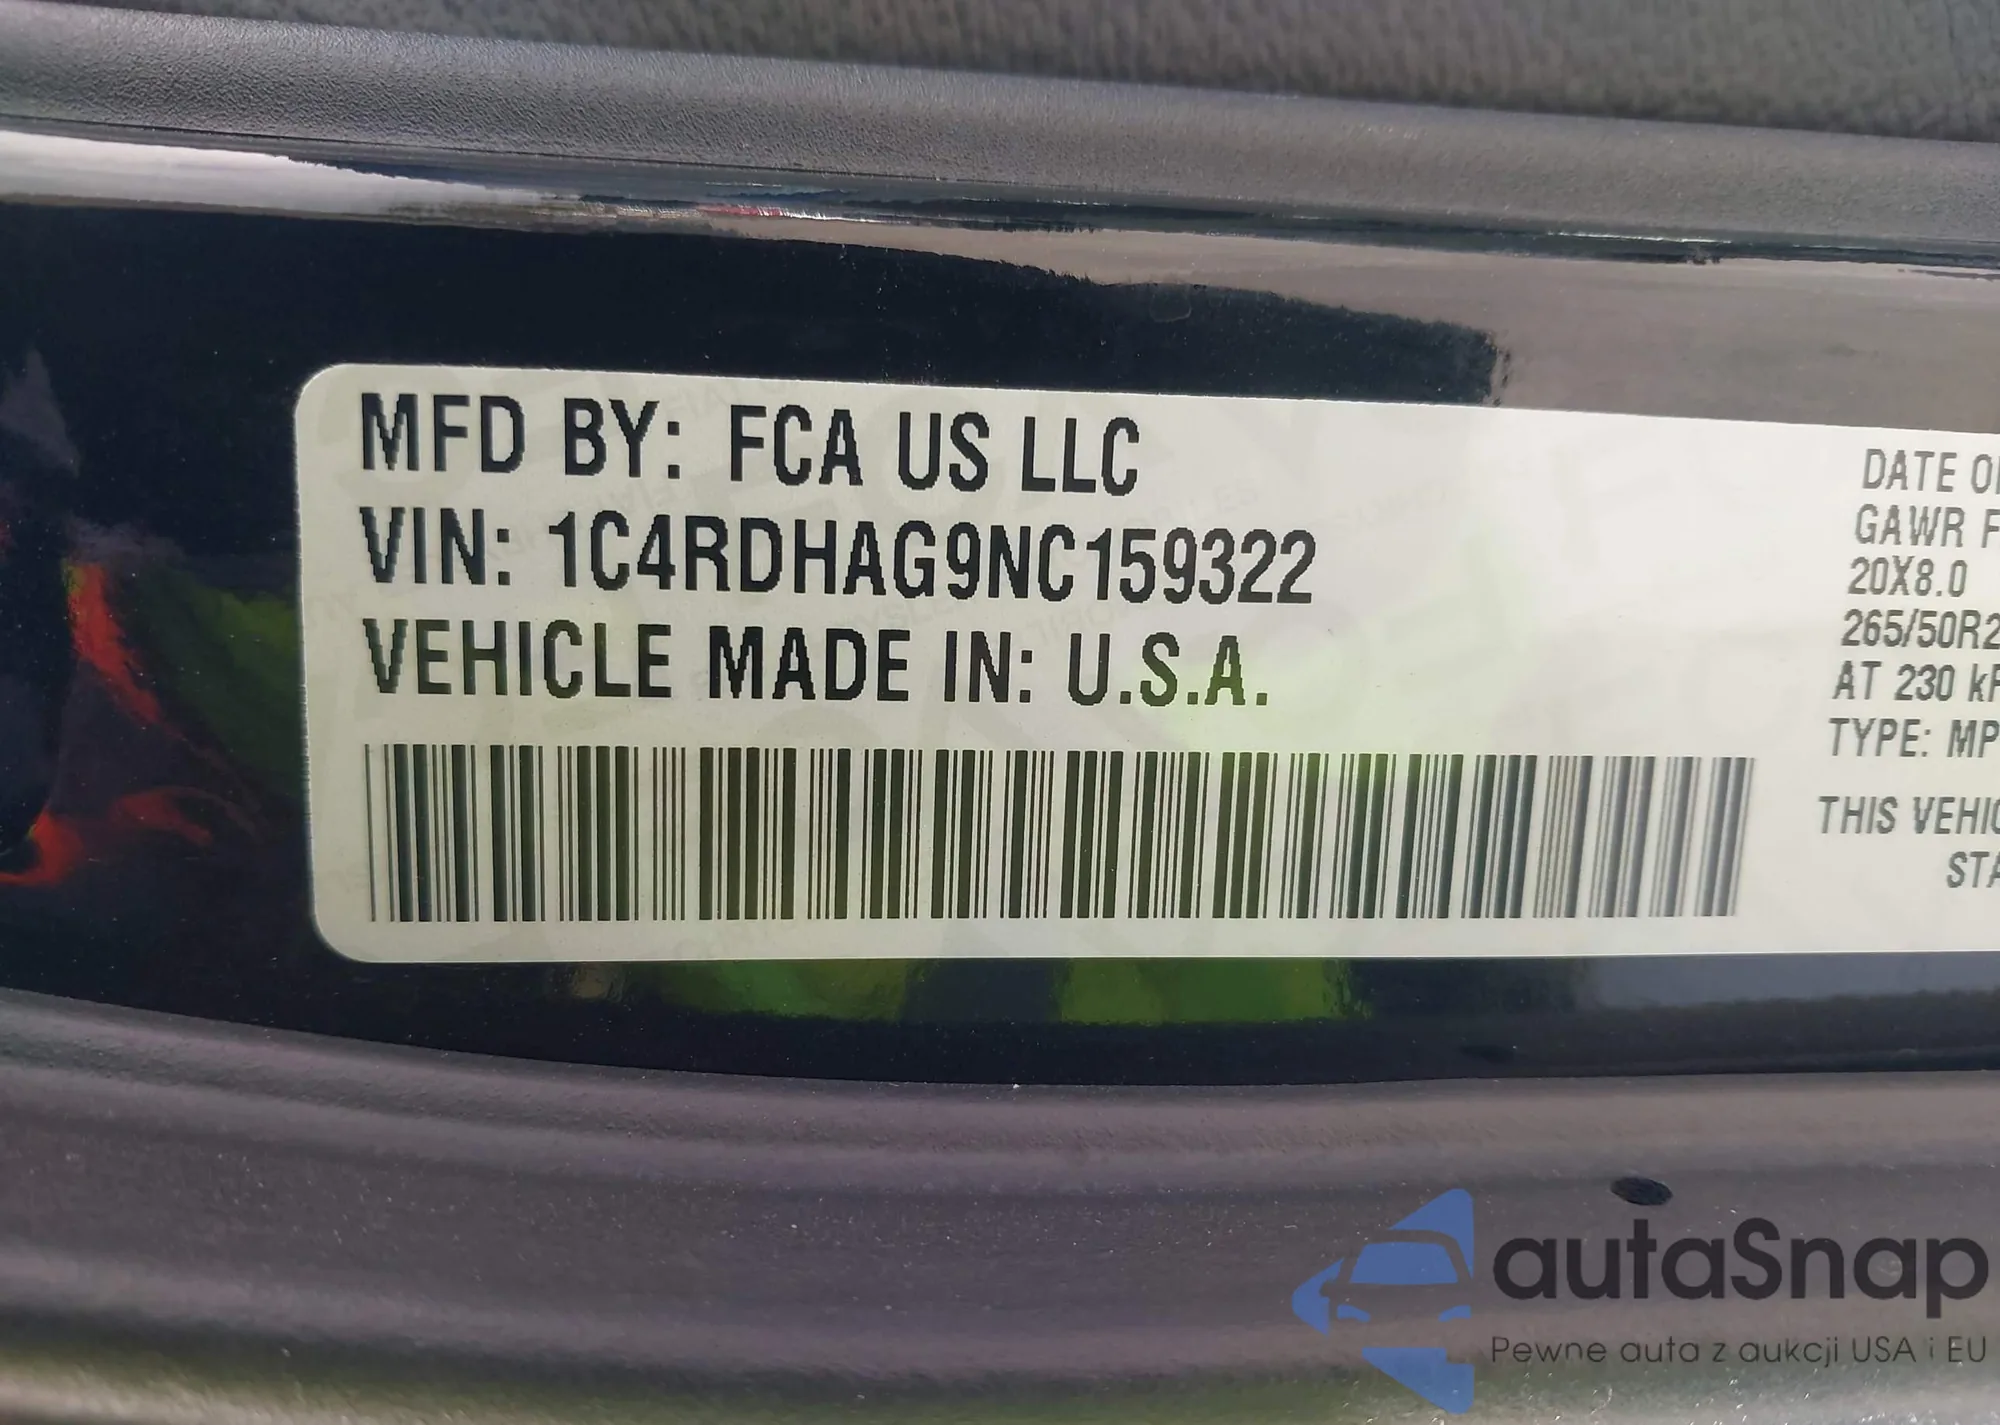 MFD BY: FCA US LLC
VIN: 1C4RDHAG9NC159322
VEHICLE MADE IN: U.S.A.
DATE
GAWR F
20X8.0
265/50R2
AT 230
TYPE: MP
THIS VEHIC
STA
autaSnap
Pewne auta z aukcji USA i EU